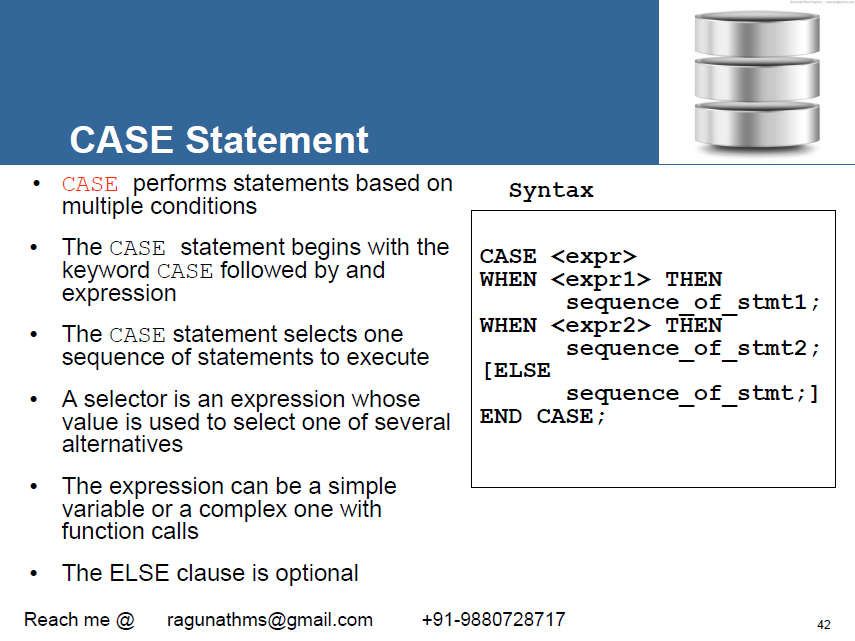 CASE Statement
• CASE performs statements based on
multiple conditions
• The CASE statement begins with the
keyword CASE followed by and
expression
• The CASE statement selects one
sequence of statements to execute
• A selector is an expression whose
value is used to select one of several
alternatives
• The expression can be a simple
variable or a complex one with
function calls
• The ELSE clause is optional
Syntax
CASE <expr>
WHEN <expr1> THEN
sequence_of_stmt1;
WHEN <expr2> THEN
sequence_of_stmt2;
[ELSE
sequence_of_stmt;]
END CASE;
Reach me @ ragunathms@gmail.com +91-9880728717
42